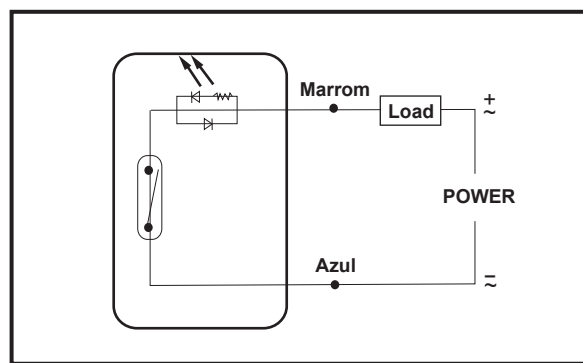 Marrom
Load
+
~
POWER
Azul
–
~